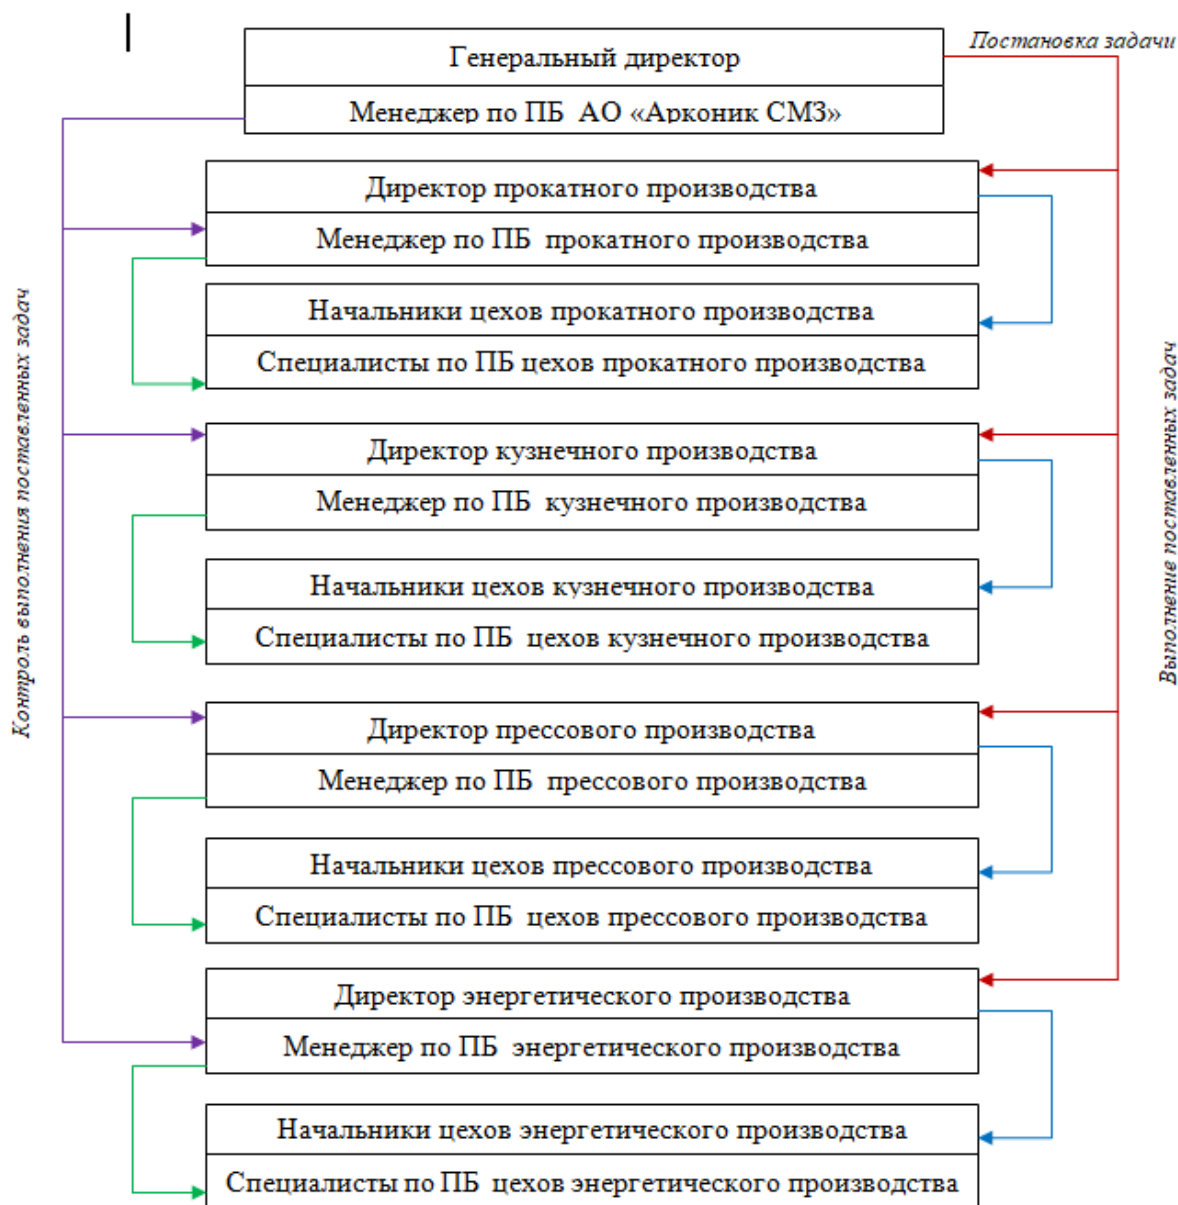 Постановка задачи
Генеральный директор
Менеджер по ПБ АО «Арконик СМЗ»
Директор прокатного производства
Менеджер по ПБ прокатного производства
Начальники цехов прокатного производства
Специалисты по ПБ цехов прокатного производства
Директор кузнечного производства
Менеджер по ПБ кузнечного производства
Начальники цехов кузнечного производства
Специалисты по ПБ цехов кузнечного производства
Директор прессового производства
Менеджер по ПБ прессового производства
Начальники цехов прессового производства
Специалисты по ПБ цехов прессового производства
Директор энергетического производства
Менеджер по ПБ энергетического производства
Начальники цехов энергетического производства
Специалисты по ПБ цехов энергетического производства
Контроль выполнения поставленных задач
Выполнение поставленных задач